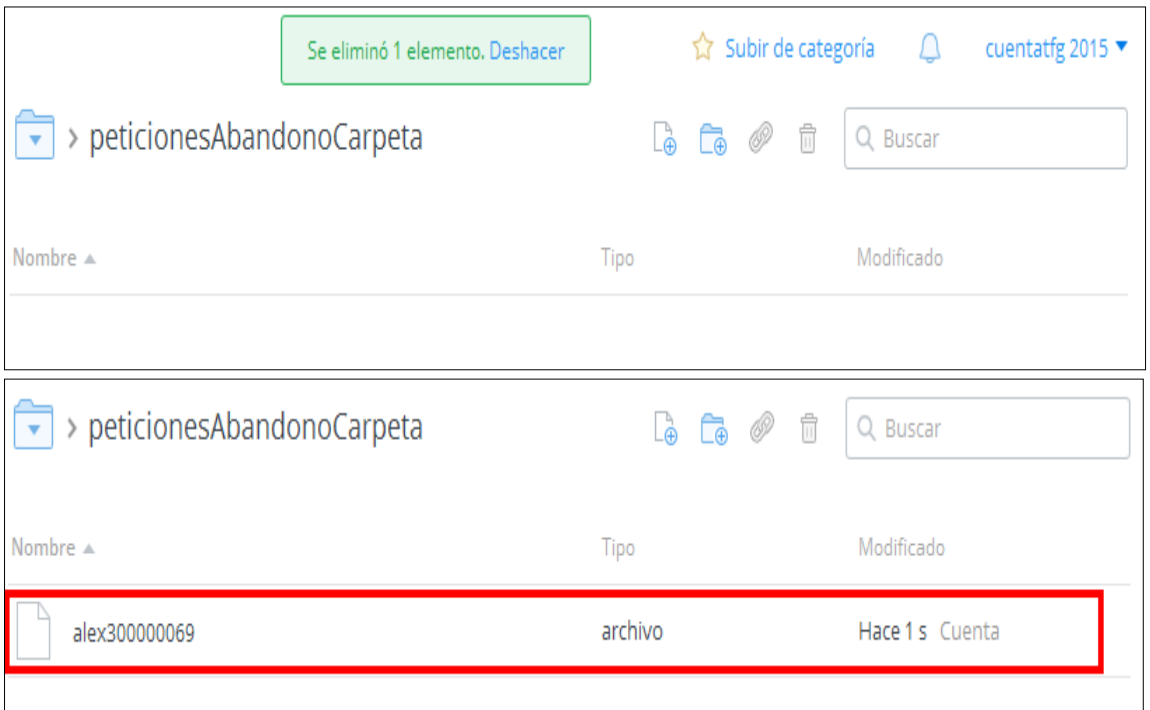 Se eliminó 1 elemento. Deshacer
Subir de categoría
cuentatfg 2015
peticionesAbandonoCarpeta
Buscar
Nombre Tipo Modificado
peticionesAbandonoCarpeta
Buscar
Nombre Tipo Modificado
alex300000069 archivo Hace 1 s Cuenta